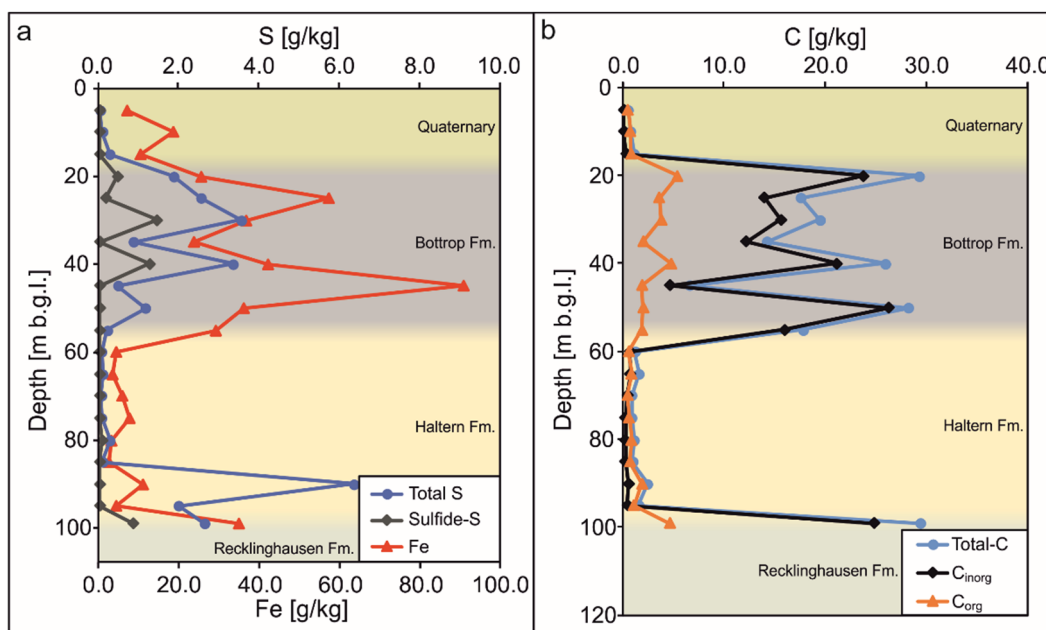 a
S [g/kg]
0.0 2.0 4.0 6.0 8.0 10.0
0
20
40
60
80
100
120
Depth [m b.g.l.]
Quaternary
Bottrop Fm.
Haltern Fm.
Recklinghausen Fm.
Total S
Sulfide-S
Fe
0.0 20.0 40.0 60.0 80.0 100.0
Fe [g/kg]
b
C [g/kg]
0.0 10.0 20.0 30.0 40.0
0
20
40
60
80
100
120
Depth [m b.g.l.]
Quaternary
Bottrop Fm.
Haltern Fm.
Recklinghausen Fm.
Total-C
Cinorg
Corg